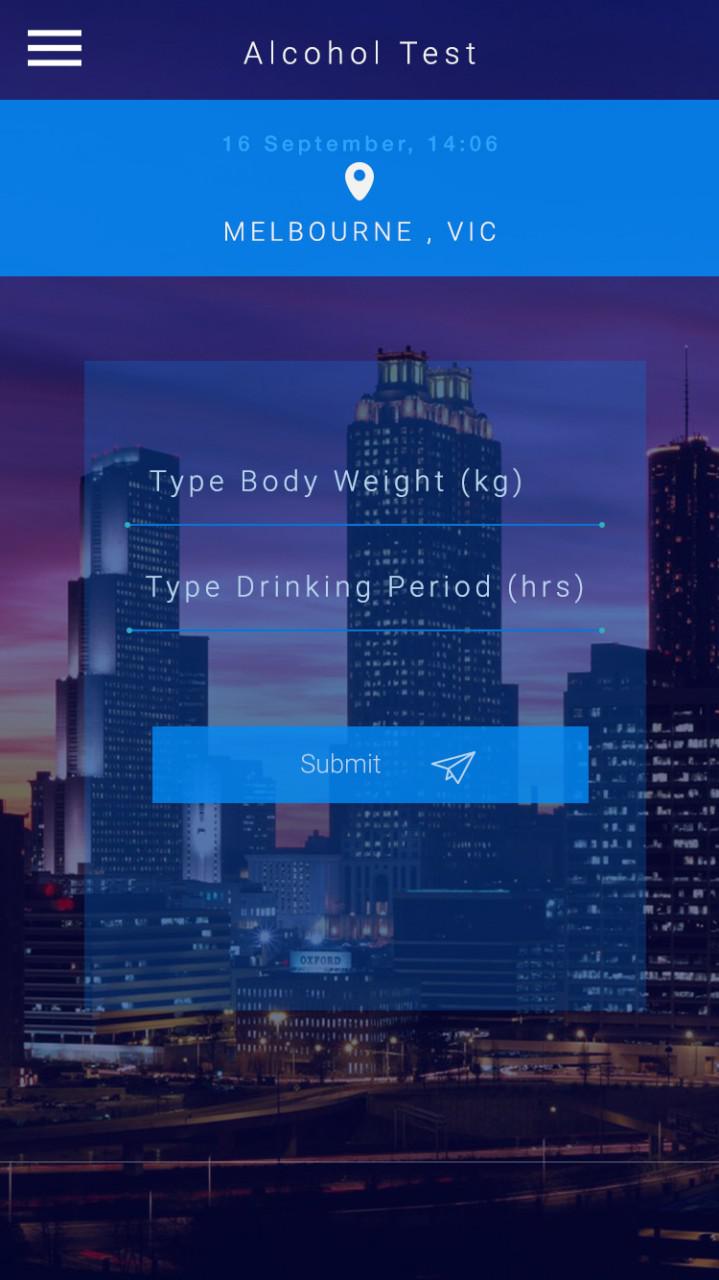 Alcohol Test
16 September, 14:06
MELBOURNE , VIC
Type Body Weight (kg)
Type Drinking Period (hrs)
Submit
OXFORD